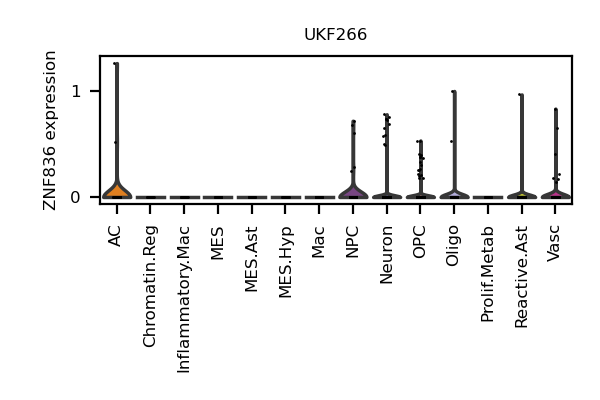 UKF266
ZNF836 expression
1
0
AC
Chromatin.Reg
Inflammatory.Mac
MES
MES.Ast
MES.Hyp
Mac
NPC
Neuron
OPC
Oligo
Prolif.Metab
Reactive.Ast
Vasc